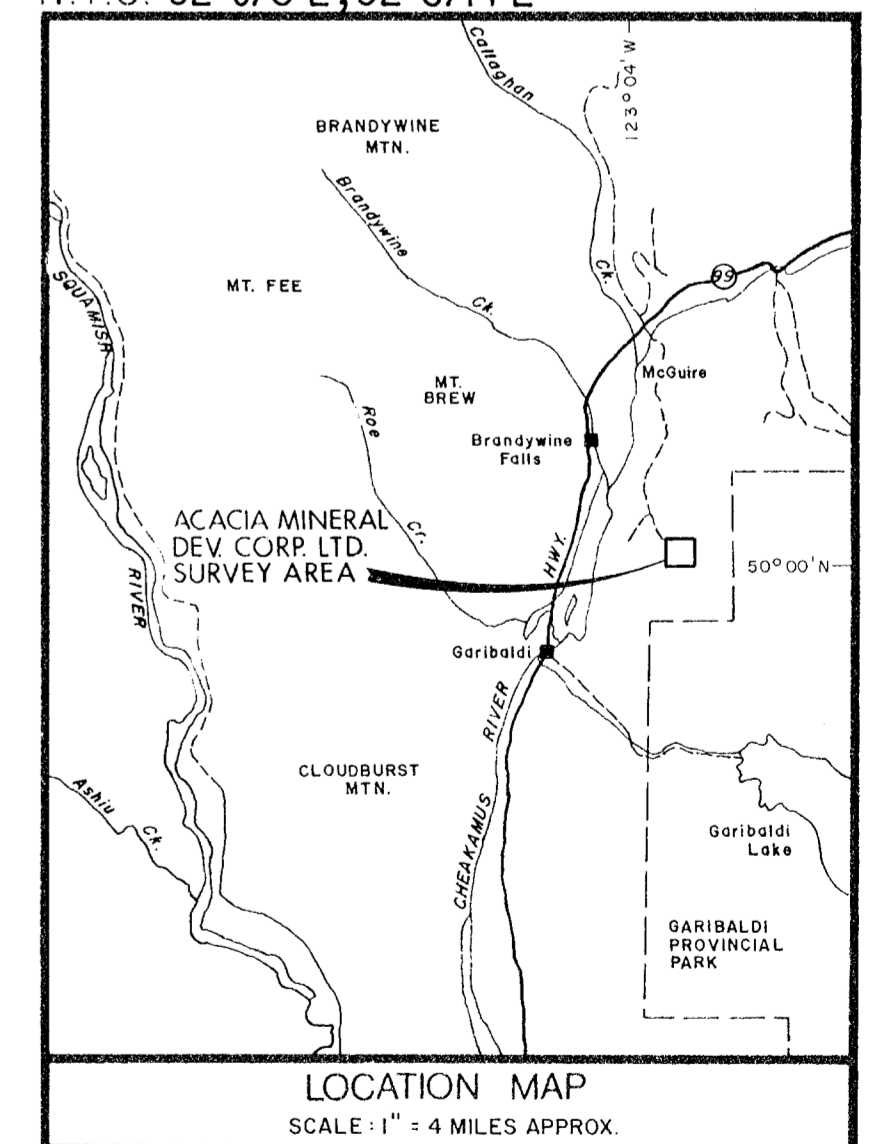 Callaghan
Ck.
123° 04' W
BRANDYWINE
MTN.
Brandywine
Ck.
MT. FEE
SQUAMISH
RIVER
99
McGuire
MT.
BREW
Roe
Cr.
Brandywine
Falls
ACACIA MINERAL
DEV. CORP. LTD.
SURVEY AREA
HWY.
50° 00' N
Garibaldi
CHEAKAMUS
RIVER
CLOUDBURST
MTN.
Ashlu
Ck.
Garibaldi
Lake
GARIBALDI
PROVINCIAL
PARK
LOCATION MAP
SCALE : 1" = 4 MILES APPROX.